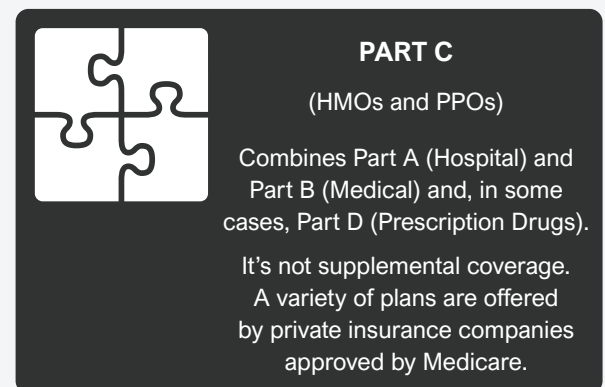 PART C
(HMOs and PPOs)
Combines Part A (Hospital) and
Part B (Medical) and, in some
cases, Part D (Prescription Drugs).
It’s not supplemental coverage.
A variety of plans are offered
by private insurance companies
approved by Medicare.